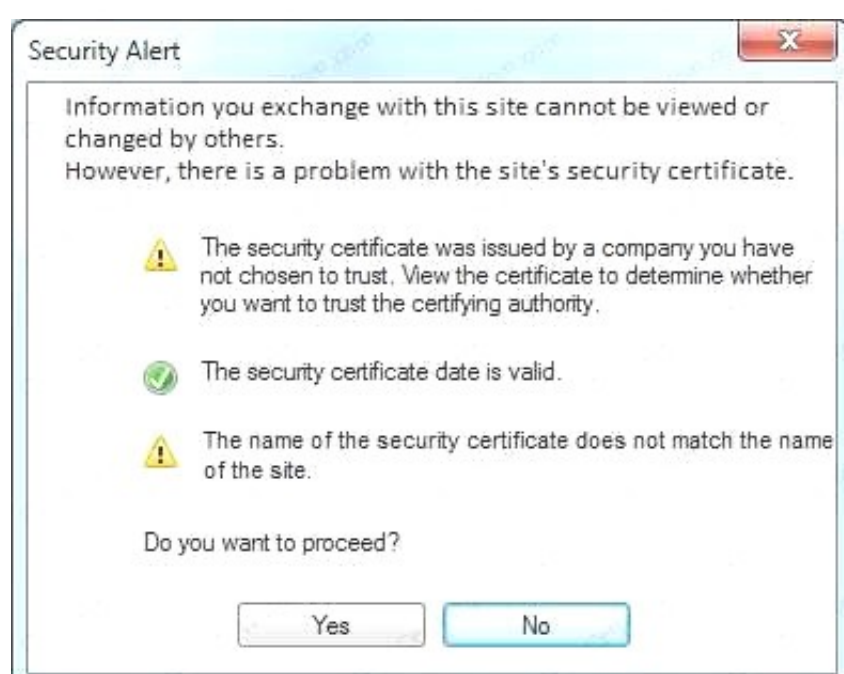 Security Alert
Information you exchange with this site cannot be viewed or
changed by others.
However, there is a problem with the site's security certificate.
The security certificate was issued by a company you have
not chosen to trust. View the certificate to determine whether
you want to trust the certifying authority.
The security certificate date is valid.
The name of the security certificate does not match the name
of the site.
Do you want to proceed?
Yes
No